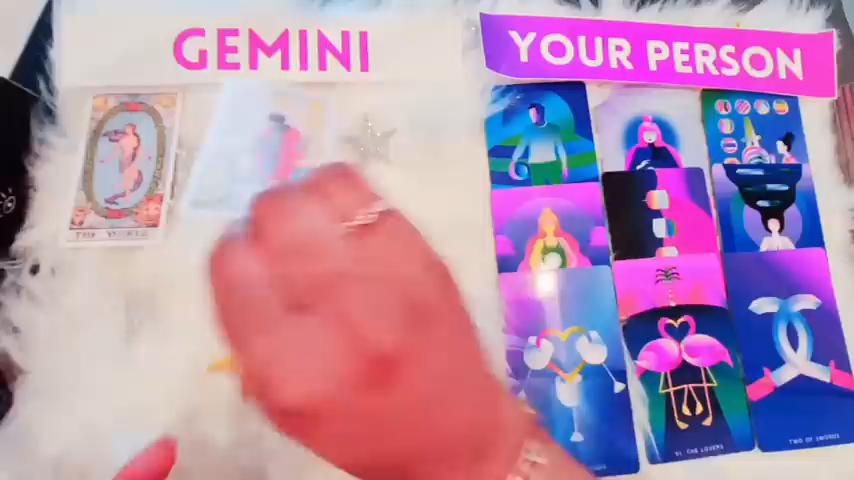 GEMINI
YOUR PERSON
THE WORLD
VI. THE LOVERS
TWO OF SWORDS